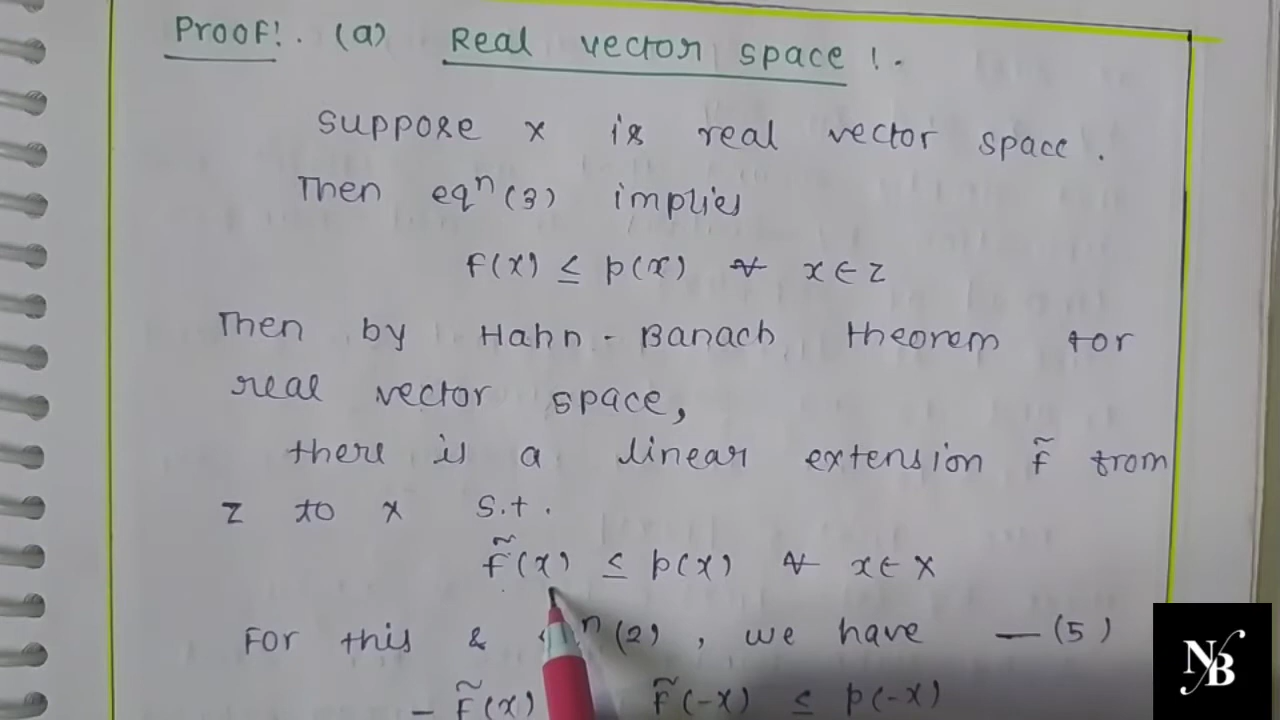 Proof:. (a) Real vector space :.
Suppose x is real vector space.
Then eqⁿ(3) implies
f(x) ≤ p(x) ∀ x ∈ z
Then by Hahn-Banach theorem for
real vector space,
there is a linear extension f̃ from
z to x s.t.
f̃(x) ≤ p(x) ∀ x ∈ X
For this & ⁿ(2), we have —(5)
- f̃(x) f̃(-x) ≤ p(-x)
NB